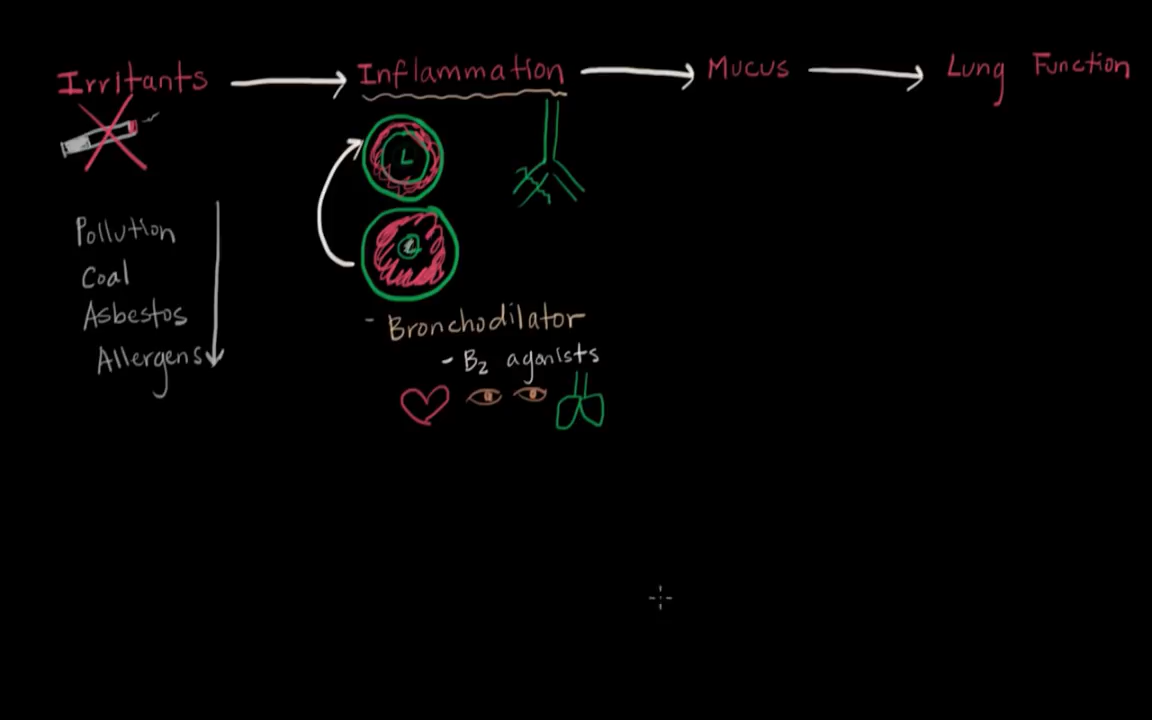 Irritants Inflammation Mucus Lung Function
L
Pollution
L
Coal
Asbestos
- Bronchodilator
Allergens
- B2 agonists